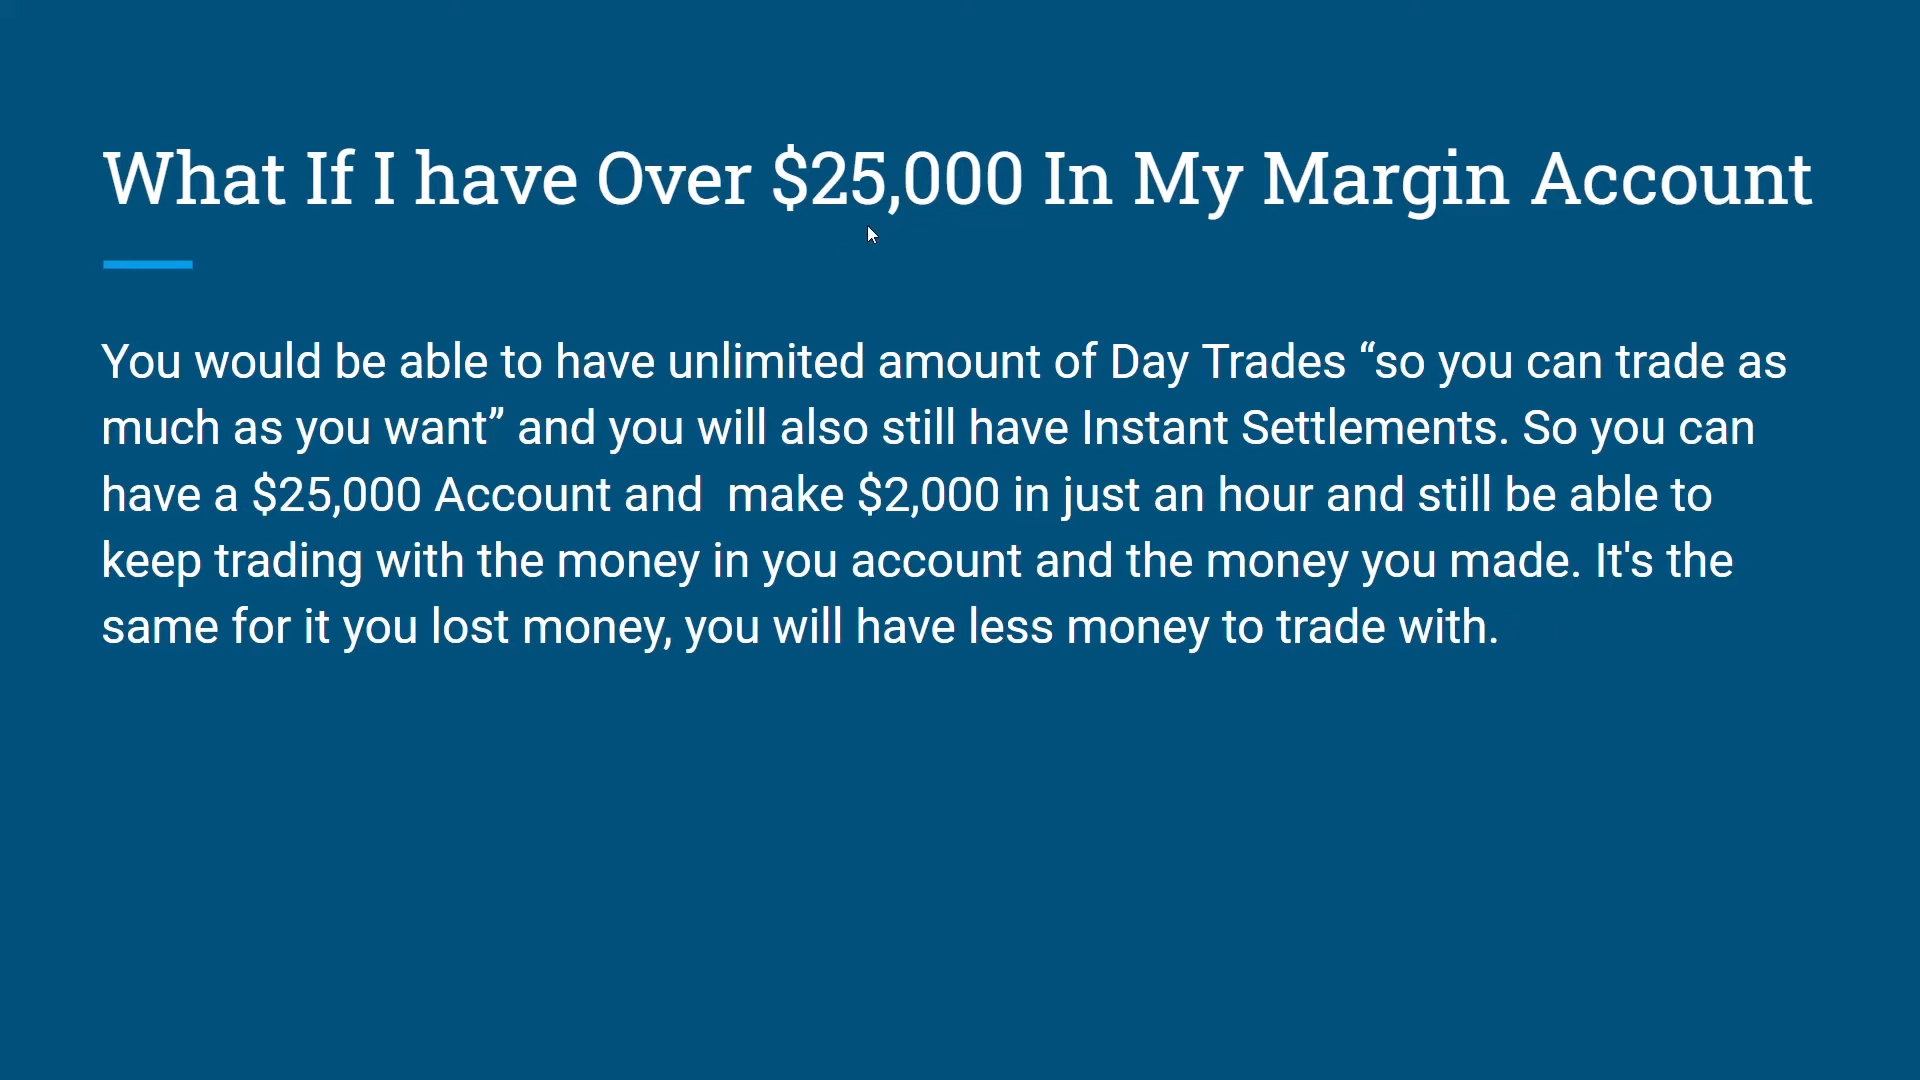 What If I have Over $25,000 In My Margin Account
You would be able to have unlimited amount of Day Trades “so you can trade as
much as you want” and you will also still have Instant Settlements. So you can
have a $25,000 Account and  make $2,000 in just an hour and still be able to
keep trading with the money in you account and the money you made. It's the
same for it you lost money, you will have less money to trade with.